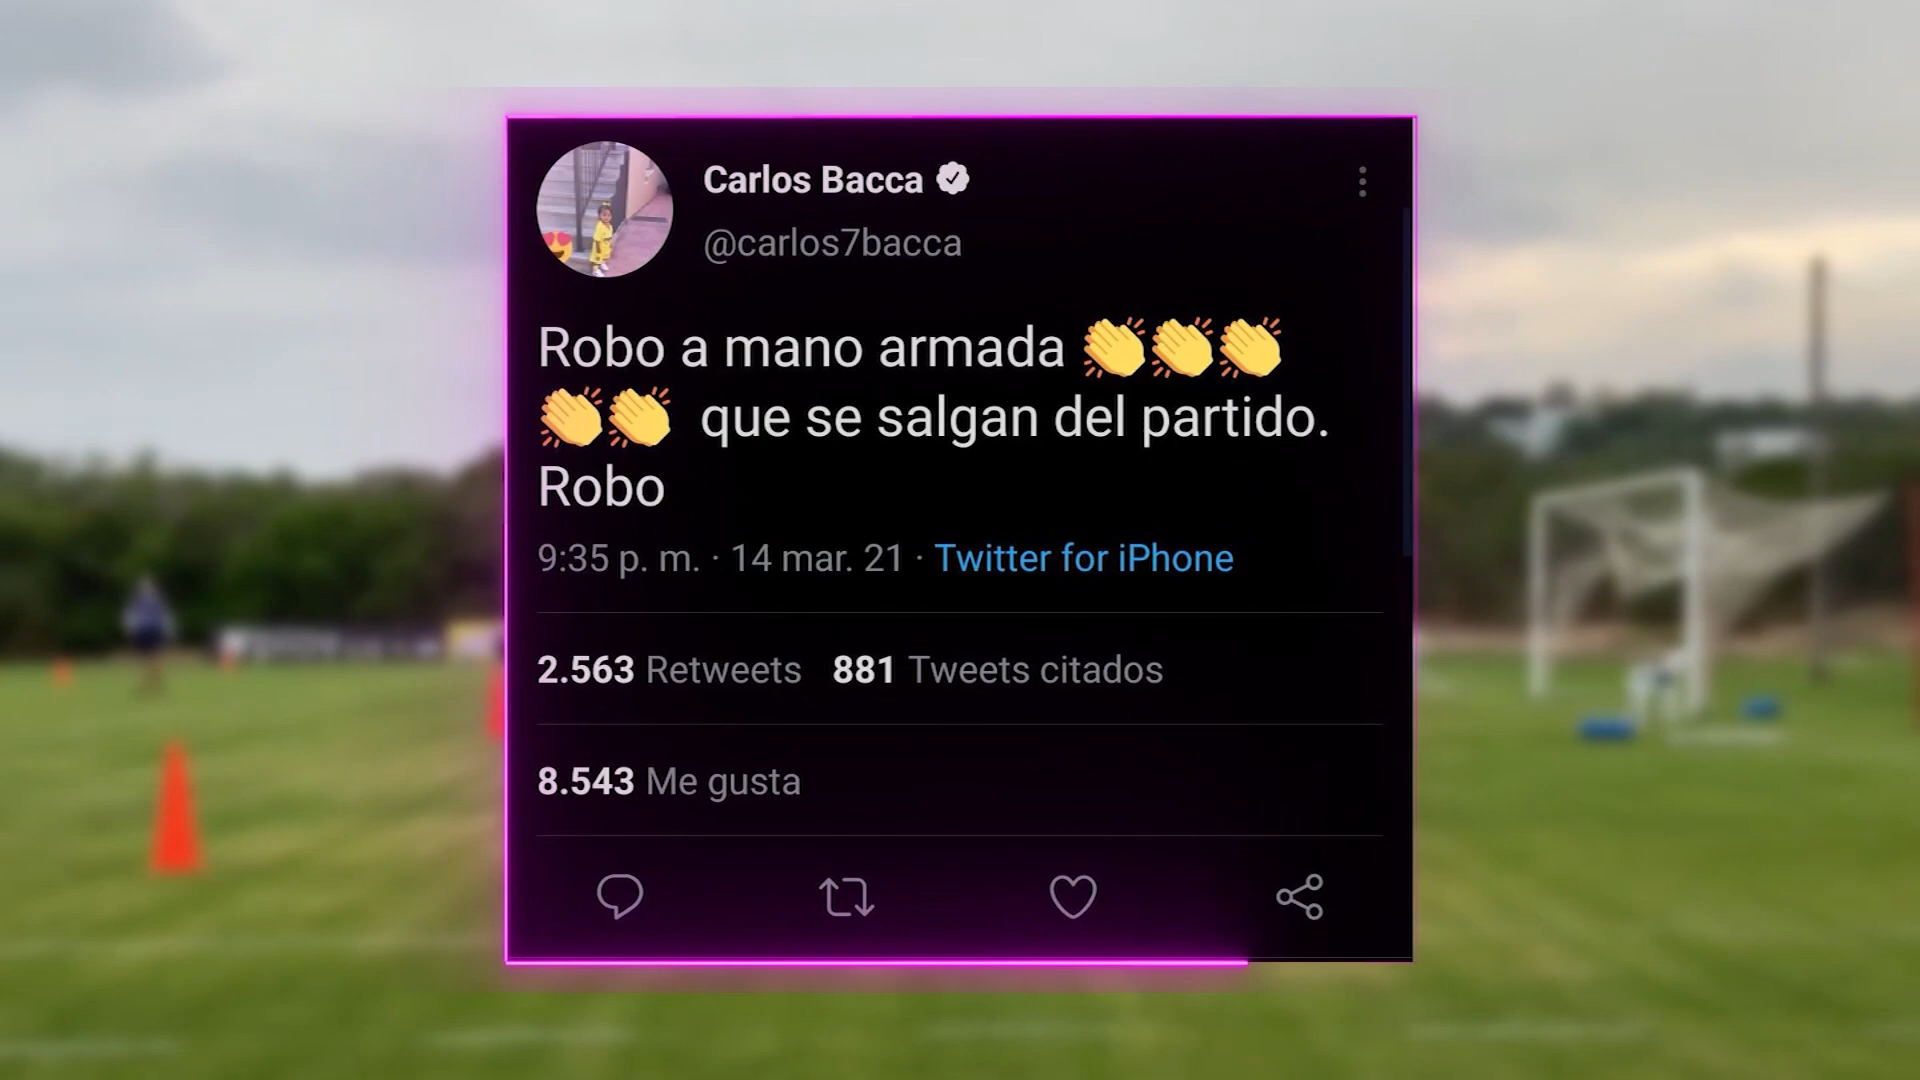 Carlos Bacca
@carlos7bacca
Robo a mano armada 👏👏👏
👏👏 que se salgan del partido.
Robo
9:35 p. m. · 14 mar. 21 · Twitter for iPhone
2.563 Retweets 881 Tweets citados
8.543 Me gusta